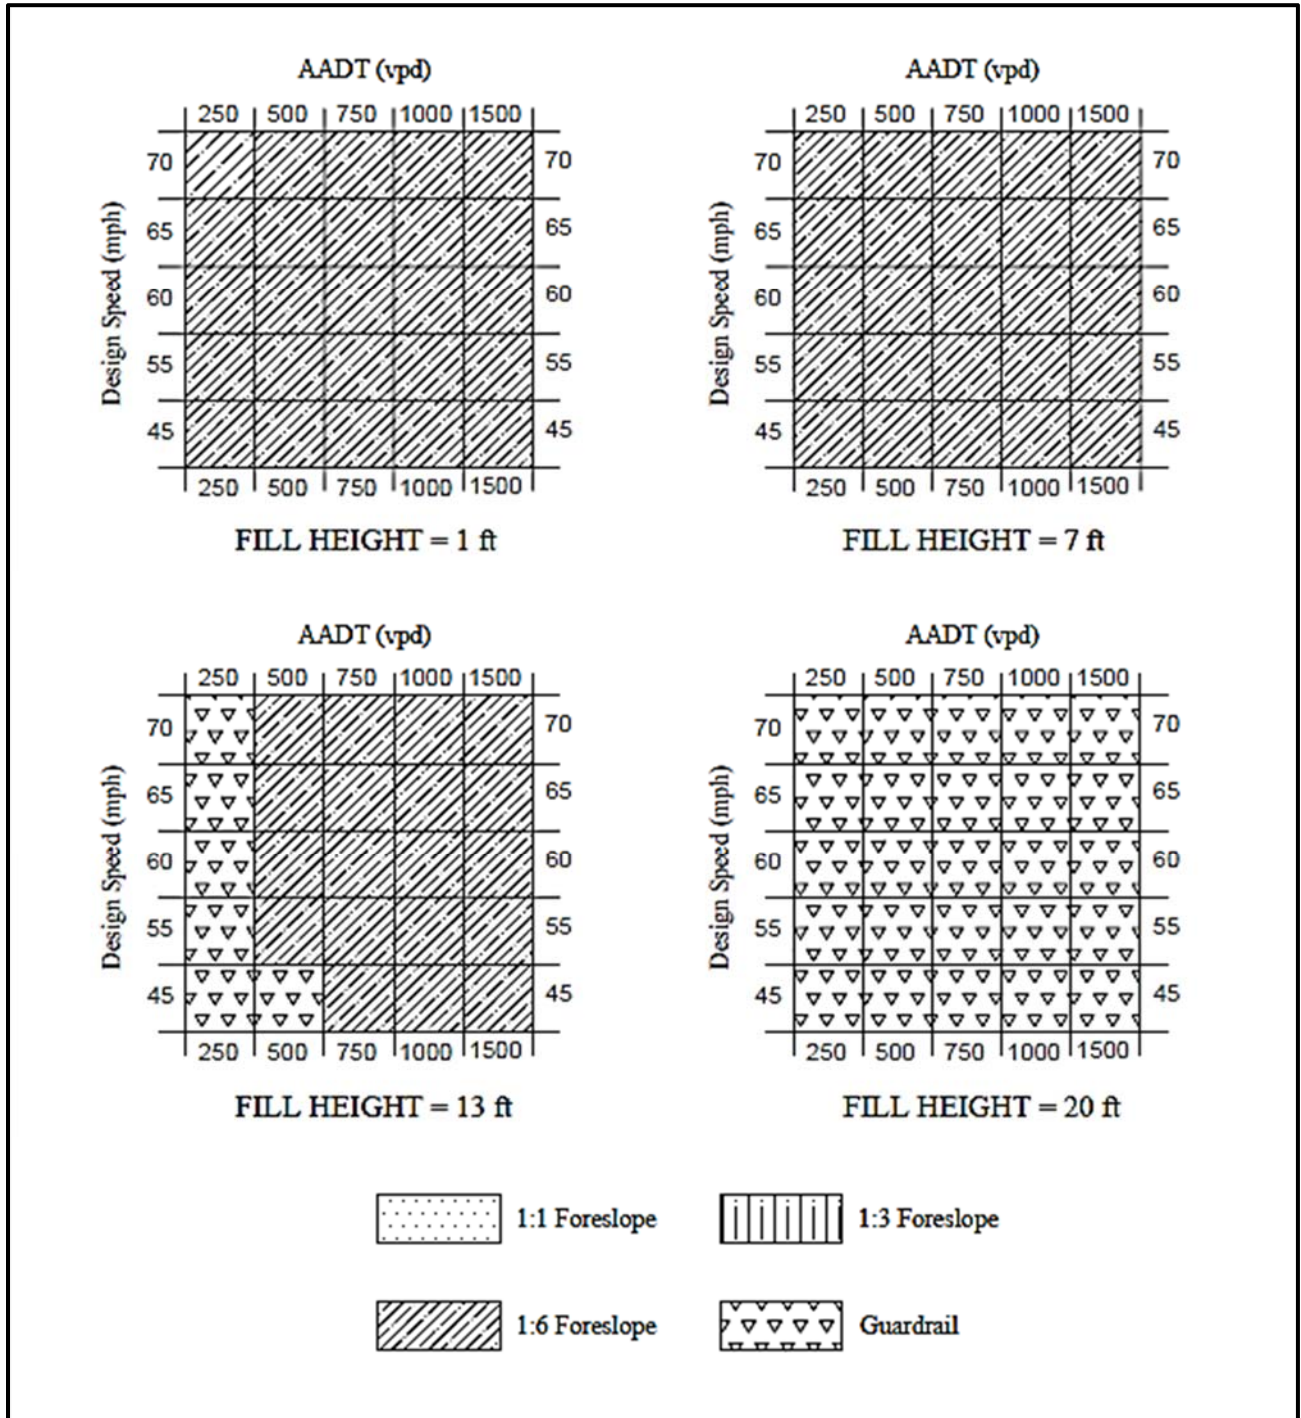 AADT (vpd)
250 500 750 1000 1500
Design Speed (mph)
70 70
65 65
60 60
55 55
45 45
250 500 750 1000 1500
FILL HEIGHT = 1 ft
AADT (vpd)
250 500 750 1000 1500
Design Speed (mph)
70 70
65 65
60 60
55 55
45 45
250 500 750 1000 1500
FILL HEIGHT = 7 ft
AADT (vpd)
250 500 750 1000 1500
Design Speed (mph)
70 70
65 65
60 60
55 55
45 45
250 500 750 1000 1500
FILL HEIGHT = 13 ft
AADT (vpd)
250 500 750 1000 1500
Design Speed (mph)
70 70
65 65
60 60
55 55
45 45
250 500 750 1000 1500
FILL HEIGHT = 20 ft
1:1 Foreslope
1:3 Foreslope
1:6 Foreslope
Guardrail